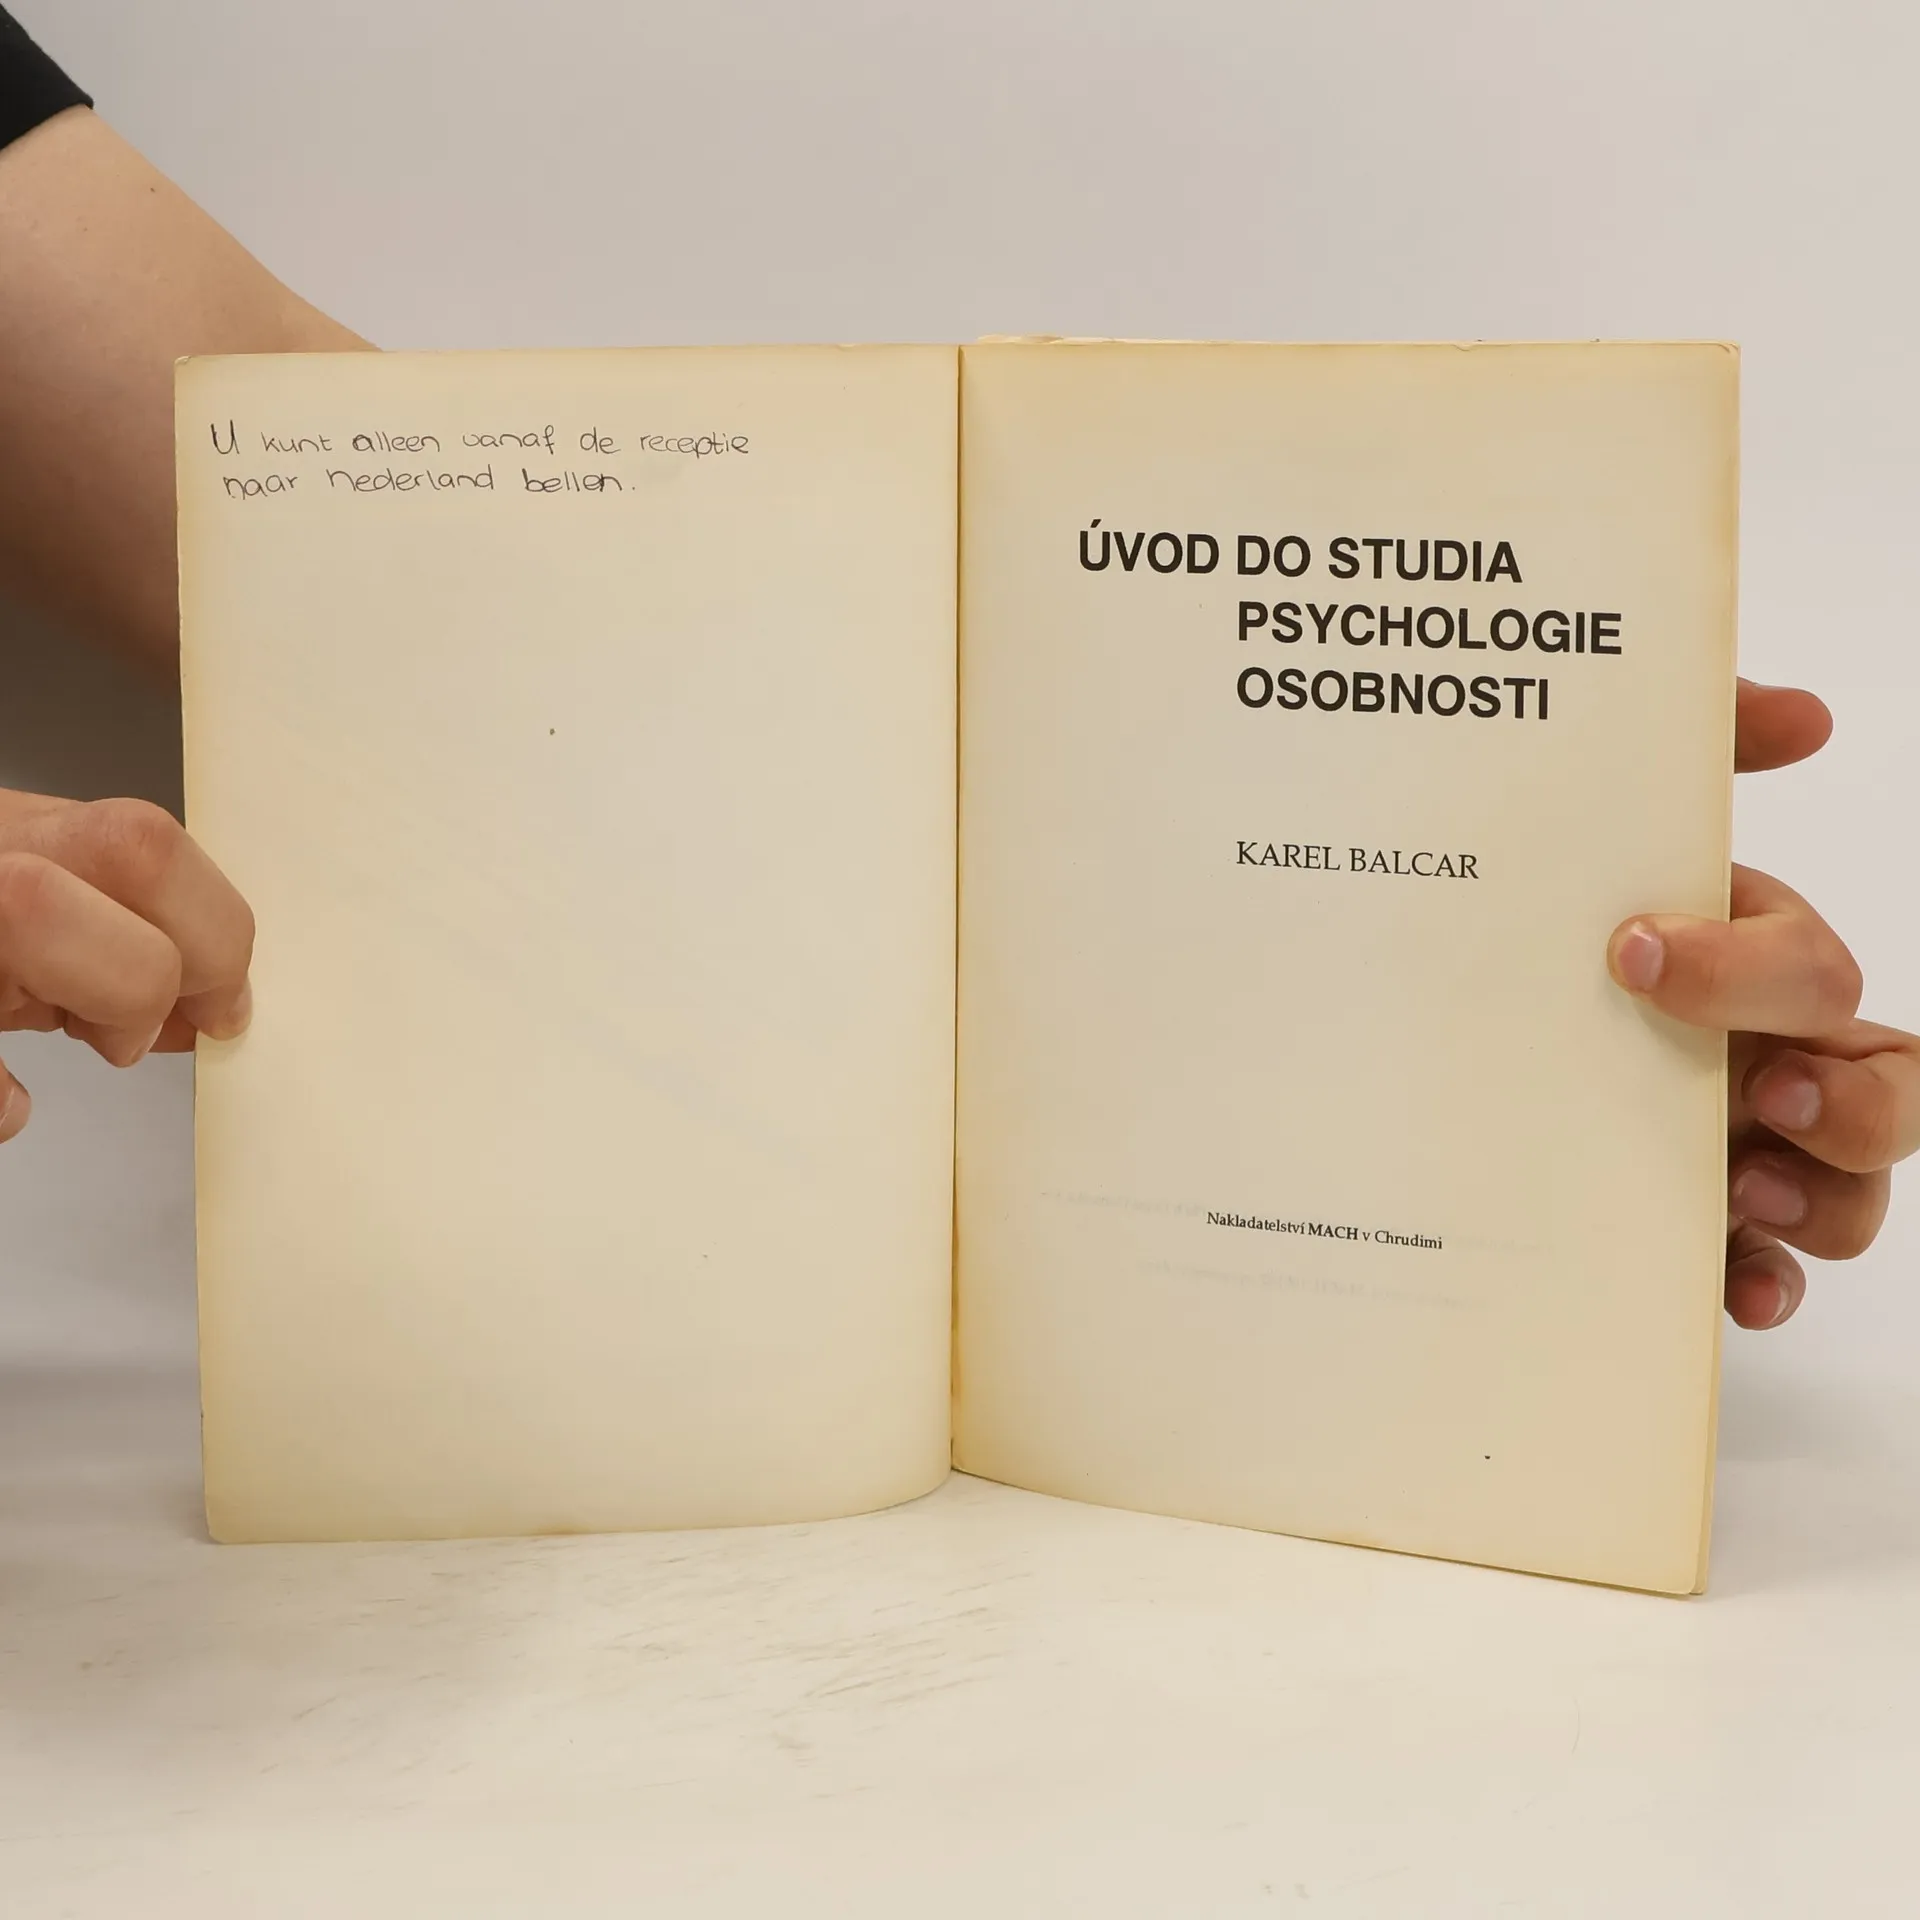 U kunt alleen vanaf de receptie
naar nederland bellen.
ÚVOD DO STUDIA
PSYCHOLOGIE
OSOBNOSTI
KAREL BALCAR
Nakladatelství MACH v Chrudimi